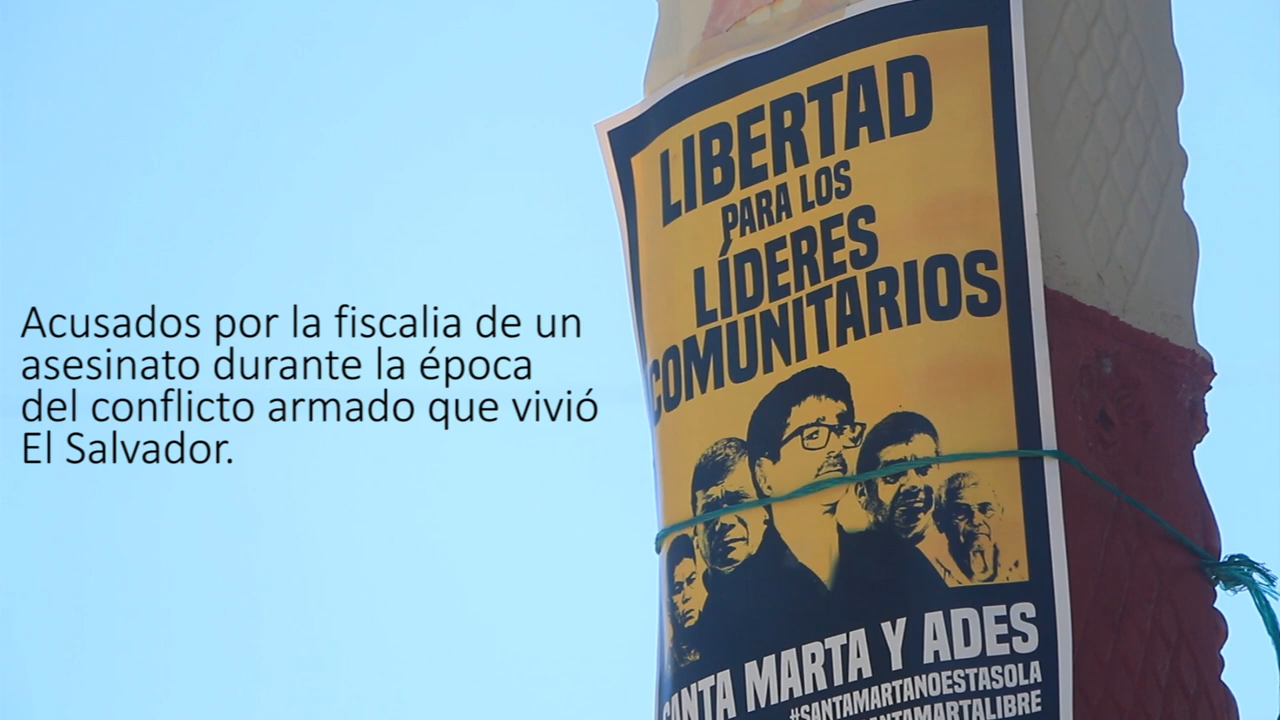 Acusados por la fiscalia de un
asesinato durante la época
del conflicto armado que vivió
El Salvador.
LIBERTAD
PARA LOS
LÍDERES
COMUNITARIOS
SANTA MARTA Y ADES
#SANTAMARTANOESTASOLA